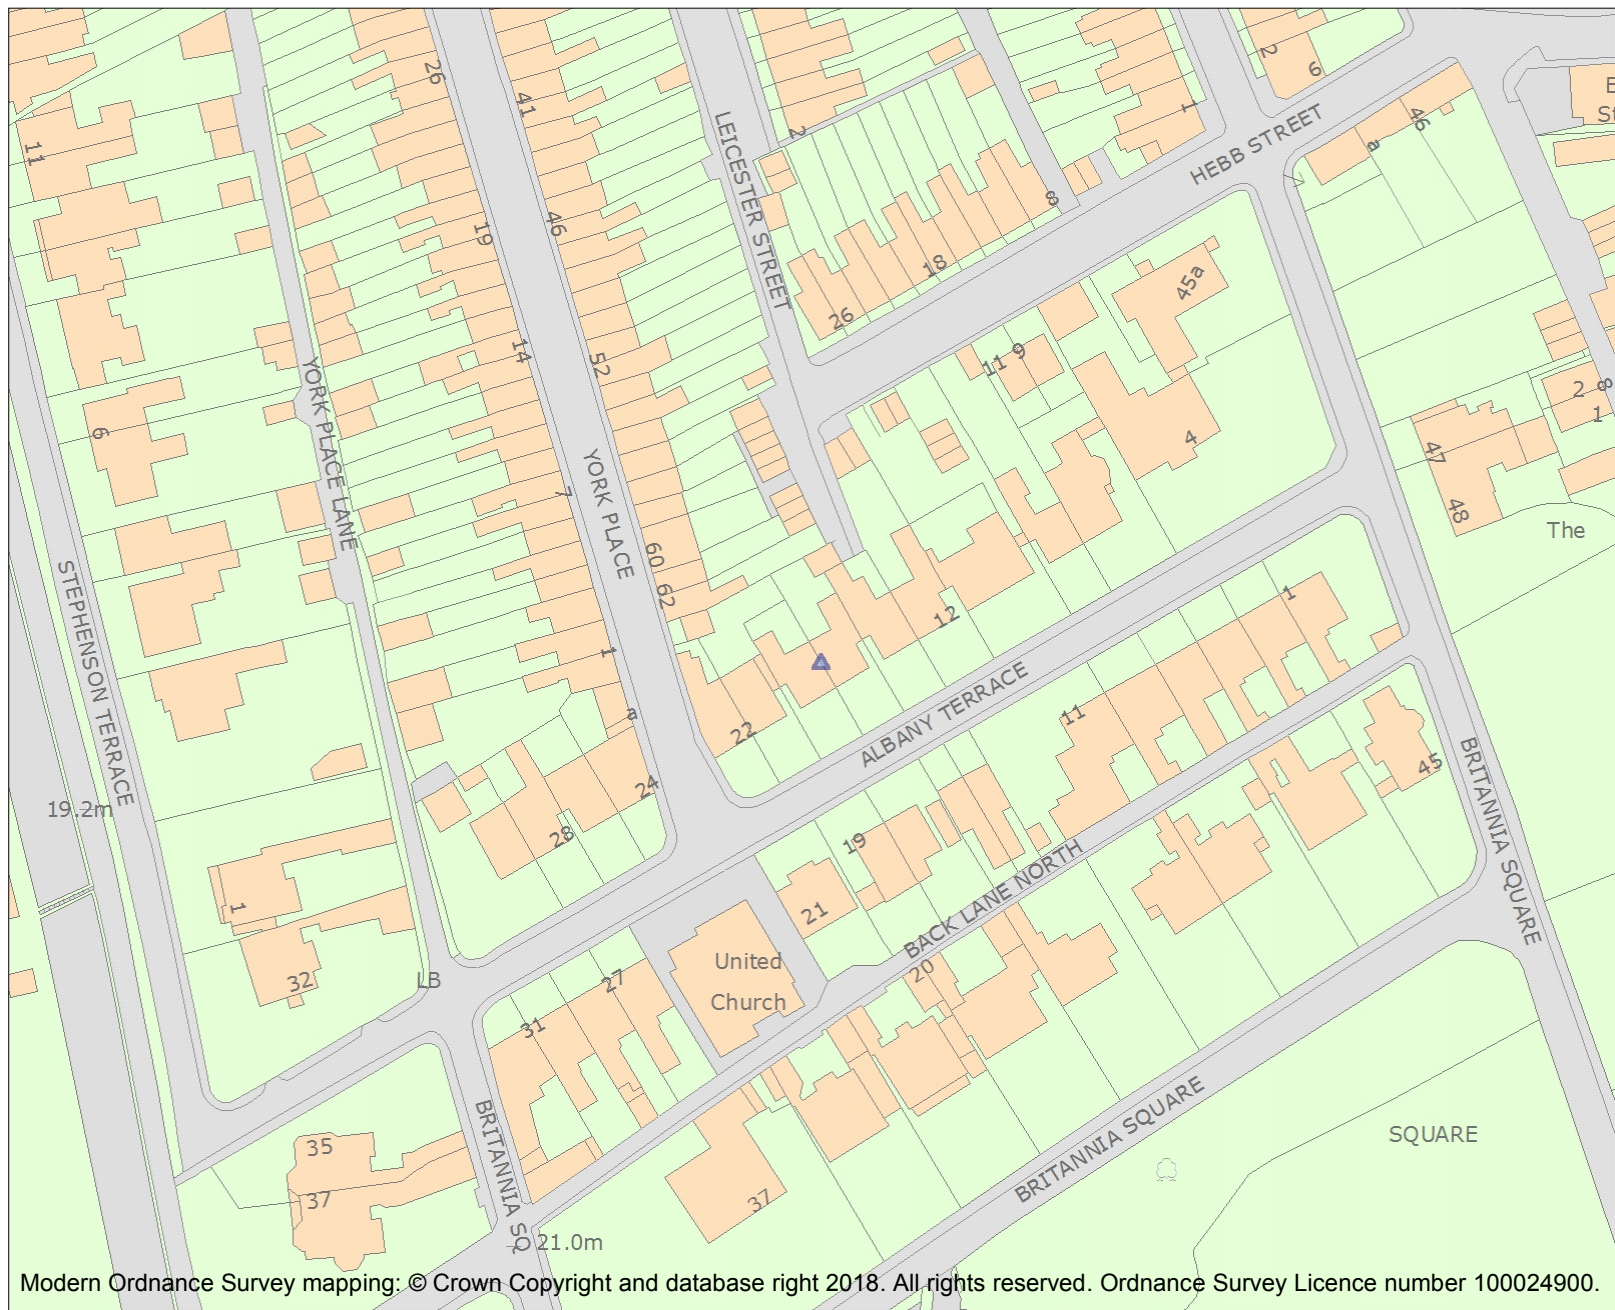 26
41
LEICESTER STREET
2
1
2
6
HEBB STREET
46
a
E
St
11
19
46
8
18
26
45a
YORK PLACE LANE
14
52
11
9
6
4
47
48
2
8
1
The
7
YORK PLACE
60
62
12
1
STEPHENSON TERRACE
1
a
22
ALBANY TERRACE
11
45
BRITANNIA SQUARE
19.2m
28
24
19
21
BACK LANE NORTH
1
32
LB
United
Church
20
27
31
BRITANNIA SQ
35
37
37
21.0m
BRITANNIA SQUARE
SQUARE
Modern Ordnance Survey mapping: © Crown Copyright and database right 2018. All rights reserved. Ordnance Survey Licence number 100024900.